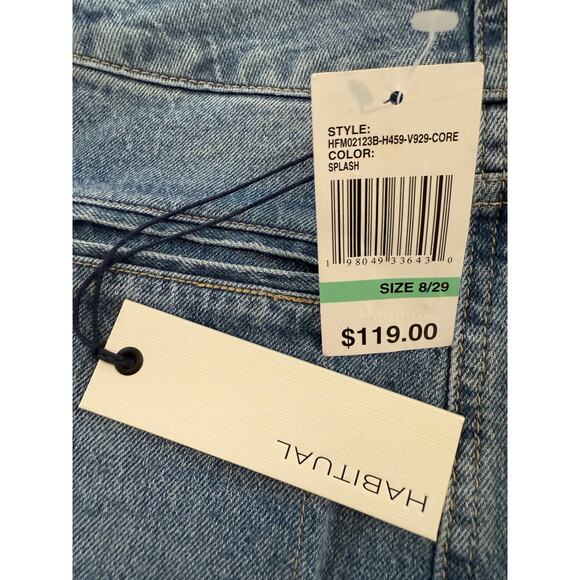 STYLE:
HFM02123B-H459-V929-CORE
COLOR:
SPLASH
1 98049 33643 0
SIZE 8/29
$119.00
HABITUAL